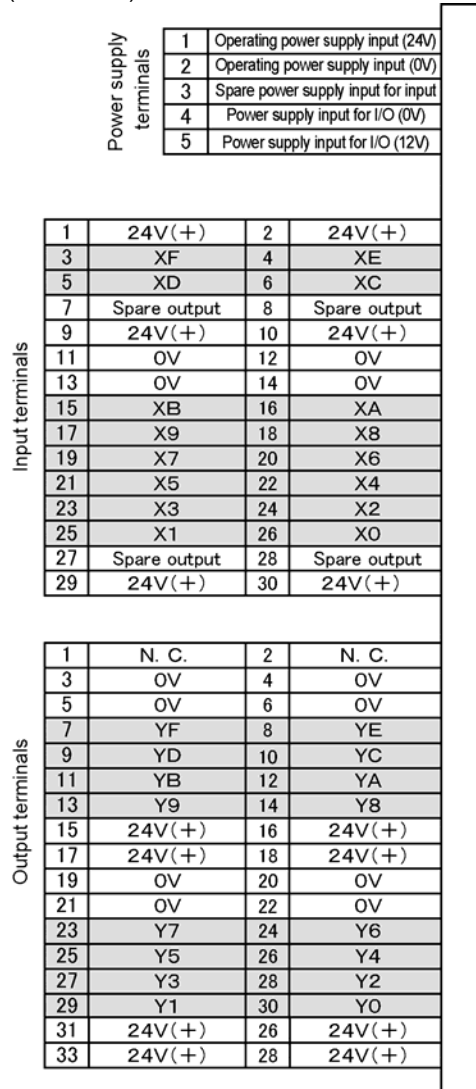 Power supply terminals
1 Operating power supply input (24V)
2 Operating power supply input (0V)
3 Spare power supply input for input
4 Power supply input for I/O (0V)
5 Power supply input for I/O (12V)
Input terminals
1 24V(+) 2 24V(+)
3 XF 4 XE
5 XD 6 XC
7 Spare output 8 Spare output
9 24V(+) 10 24V(+)
11 0V 12 0V
13 0V 14 0V
15 XB 16 XA
17 X9 18 X8
19 X7 20 X6
21 X5 22 X4
23 X3 24 X2
25 X1 26 X0
27 Spare output 28 Spare output
29 24V(+) 30 24V(+)
Output terminals
1 N. C. 2 N. C.
3 0V 4 0V
5 0V 6 0V
7 YF 8 YE
9 YD 10 YC
11 YB 12 YA
13 Y9 14 Y8
15 24V(+) 16 24V(+)
17 24V(+) 18 24V(+)
19 0V 20 0V
21 0V 22 0V
23 Y7 24 Y6
25 Y5 26 Y4
27 Y3 28 Y2
29 Y1 30 Y0
31 24V(+) 26 24V(+)
33 24V(+) 28 24V(+)